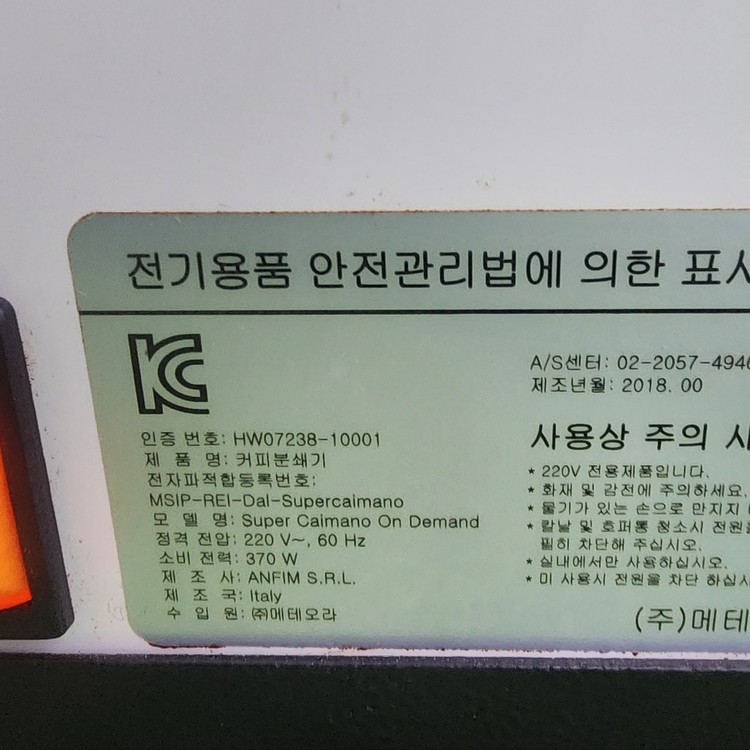 전기용품 안전관리법에 의한 표시
KC
인증 번호: HW07238-10001
제 품 명: 커피분쇄기
전자파적합등록번호:
MSIP-REI-Dal-Supercaimano
모 델 명: Super Caimano On Demand
정격 전압: 220 V~, 60 Hz
소비 전력: 370 W
제 조 사: ANFIM S.R.L.
제 조 국: Italy
수 입 원: ㈜메테오라
A/S센터: 02-2057-4946
제조년월: 2018. 00
사용상 주의 사
* 220V 전용제품입니다.
* 화재 및 감전에 주의하세요.
* 물기가 있는 손으로 만지지
* 칼날 및 호퍼통 청소시 전원을
필히 차단해 주십시오.
* 실내에서만 사용하십시오.
* 미 사용시 전원을 차단 하십시
(주)메테